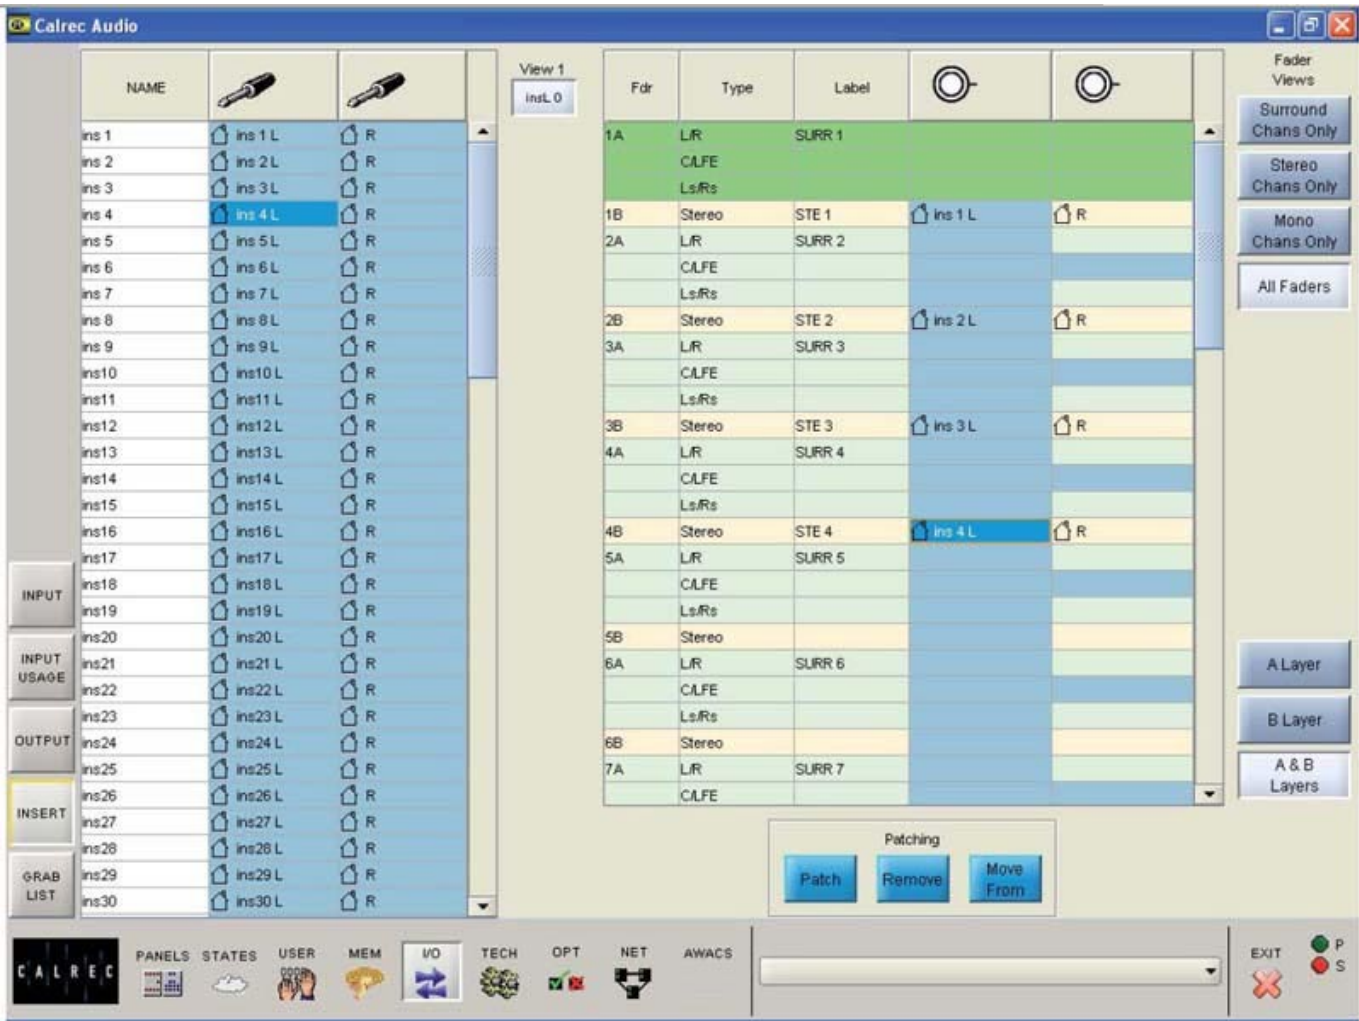 Calrec Audio
NAME
View 1
insL 0
Fdr Type Label
Fader
Views
Surround
Chans Only
Stereo
Chans Only
Mono
Chans Only
All Faders
ins 1 ins 1 L R
ins 2 ins 2 L R
ins 3 ins 3 L R
ins 4 ins 4 L R
ins 5 ins 5 L R
ins 6 ins 6 L R
ins 7 ins 7 L R
ins 8 ins 8 L R
ins 9 ins 9 L R
ins10 ins10 L R
ins11 ins11 L R
ins12 ins12 L R
ins13 ins13 L R
ins14 ins14 L R
ins15 ins15 L R
ins16 ins16 L R
ins17 ins17 L R
ins18 ins18 L R
ins19 ins19 L R
ins20 ins20 L R
ins21 ins21 L R
ins22 ins22 L R
ins23 ins23 L R
ins24 ins24 L R
ins25 ins25 L R
ins26 ins26 L R
ins27 ins27 L R
ins28 ins28 L R
ins29 ins29 L R
ins30 ins30 L R
1A L/R SURR 1
C/LFE
Ls/Rs
1B Stereo STE 1 ins 1 L R
2A L/R SURR 2
C/LFE
Ls/Rs
2B Stereo STE 2 ins 2 L R
3A L/R SURR 3
C/LFE
Ls/Rs
3B Stereo STE 3 ins 3 L R
4A L/R SURR 4
C/LFE
Ls/Rs
4B Stereo STE 4 ins 4 L R
5A L/R SURR 5
C/LFE
Ls/Rs
5B Stereo
6A L/R SURR 6
C/LFE
Ls/Rs
6B Stereo
7A L/R SURR 7
C/LFE
INPUT
INPUT
USAGE
OUTPUT
INSERT
GRAB
LIST
A Layer
B Layer
A & B
Layers
Patching
Patch
Remove
Move
From
CALREC
PANELS STATES USER MEM I/O TECH OPT NET AWACS
EXIT
P
S